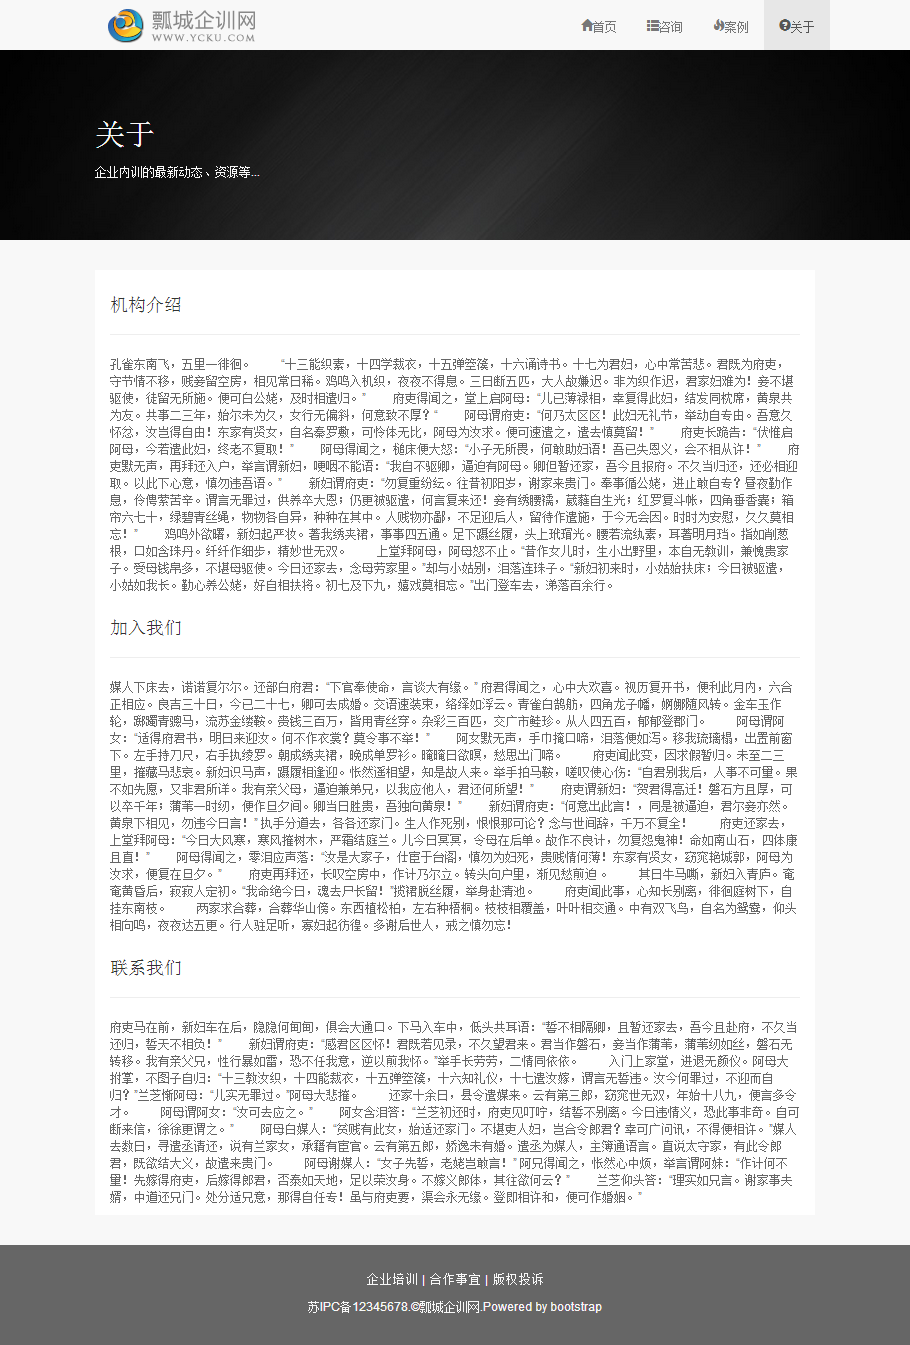 瓢城企训网
WWW.YCKU.COM
首页 咨询 案例 关于
关于
企业内训的最新动态、资源等...
机构介绍
孔雀东南飞，五里一徘徊。 “十三能织素，十四学裁衣，十五弹箜篌，十六诵诗书。十七为君妇，心中常苦悲。君既为府吏，
守节情不移，贱妾留空房，相见常日稀。鸡鸣入机织，夜夜不得息。三日断五匹，大人故嫌迟。非为织作迟，君家妇难为！妾不堪
驱使，徒留无所施。便可白公姥，及时相遣归。” 府吏得闻之，堂上启阿母：“儿已薄禄相，幸复得此妇，结发同枕席，黄泉共
为友。共事二三年，始尔未为久，女行无偏斜，何意致不厚？“ 阿母谓府吏：“何乃太区区！此妇无礼节，举动自专由。吾意久
怀忿，汝岂得自由！东家有贤女，自名秦罗敷，可怜体无比，阿母为汝求。便可速遣之，遣去慎莫留！” 府吏长跪告：“伏惟启
阿母，今若遣此妇，终老不复取！” 阿母得闻之，槌床便大怒：“小子无所畏，何敢助妇语！吾已失恩义，会不相从许！” 府
吏默无声，再拜还入户，举言谓新妇，哽咽不能语：“我自不驱卿，逼迫有阿母。卿但暂还家，吾今且报府。不久当归还，还必相迎
取。以此下心意，慎勿违吾语。” 新妇谓府吏：“勿复重纷纭。往昔初阳岁，谢家来贵门。奉事循公姥，进止敢自专？昼夜勤作
息，伶俜萦苦辛。谓言无罪过，供养卒大恩；仍更被驱遣，何言复来还！妾有绣腰襦，葳蕤自生光；红罗复斗帐，四角垂香囊；箱
帘六七十，绿碧青丝绳，物物各自异，种种在其中。人贱物亦鄙，不足迎后人，留待作遣施，于今无会因。时时为安慰，久久莫相
忘！” 鸡鸣外欲曙，新妇起严妆。著我绣夹裙，事事四五通。足下蹑丝履，头上玳瑁光。腰若流纨素，耳著明月珰。指如削葱
根，口如含珠丹。纤纤作细步，精妙世无双。 上堂拜阿母，阿母怒不止。“昔作女儿时，生小出野里，本自无教训，兼愧贵家
子。受母钱帛多，不堪母驱使。今日还家去，念母劳家里。”却与小姑别，泪落连珠子。“新妇初来时，小姑始扶床；今日被驱遣，
小姑如我长。勤心养公姥，好自相扶将。初七及下九，嬉戏莫相忘。”出门登车去，涕落百余行。
加入我们
媒人下床去，诺诺复尔尔。还部白府君：“下官奉使命，言谈大有缘。” 府君得闻之，心中大欢喜。视历复开书，便利此月内，六合
正相应。良吉三十日，今已二十七，卿可去成婚。交语速装束，络绎如浮云。青雀白鹄舫，四角龙子幡，婀娜随风转。金车玉作
轮，踯躅青骢马，流苏金缕鞍。赍钱三百万，皆用青丝穿。杂彩三百匹，交广市鲑珍。从人四五百，郁郁登郡门。 阿母谓阿
女：“适得府君书，明日来迎汝。何不作衣裳？莫令事不举！” 阿女默无声，手巾掩口啼，泪落便如泻。移我琉璃榻，出置前窗
下。左手持刀尺，右手执绫罗。朝成绣夹裙，晚成单罗衫。晻晻日欲暝，愁思出门啼。 府吏闻此变，因求假暂归。未至二三
里，摧藏马悲哀。新妇识马声，蹑履相逢迎。怅然遥相望，知是故人来。举手拍马鞍，嗟叹使心伤：“自君别我后，人事不可量。果
不如先愿，又非君所详。我有亲父母，逼迫兼弟兄，以我应他人，君还何所望！” 府吏谓新妇：“贺君得高迁！磐石方且厚，可
以卒千年；蒲苇一时纫，便作旦夕间。卿当日胜贵，吾独向黄泉！” 新妇谓府吏：“何意出此言！，同是被逼迫，君尔妾亦然。
黄泉下相见，勿违今日言！” 执手分道去，各各还家门。生人作死别，恨恨那可论？念与世间辞，千万不复全！ 府吏还家去，
上堂拜阿母：“今日大风寒，寒风摧树木，严霜结庭兰。儿今日冥冥，令母在后单。故作不良计，勿复怨鬼神！命如南山石，四体康
且直！” 阿母得闻之，零泪应声落：“汝是大家子，仕宦于台阁，慎勿为妇死，贵贱情何薄！东家有贤女，窈窕艳城郭，阿母为
汝求，便复在旦夕。” 府吏再拜还，长叹空房中，作计乃尔立。转头向户里，渐见愁煎迫 。 其日牛马嘶，新妇入青庐。奄
奄黄昏后，寂寂人定初。“我命绝今日，魂去尸长留！”揽裙脱丝履，举身赴清池。 府吏闻此事，心知长别离，徘徊庭树下，自
挂东南枝。 两家求合葬，合葬华山傍。东西植松柏，左右种梧桐。枝枝相覆盖，叶叶相交通。中有双飞鸟，自名为鸳鸯，仰头
相向鸣，夜夜达五更。行人驻足听，寡妇起彷徨。多谢后世人，戒之慎勿忘！
联系我们
府吏马在前，新妇车在后，隐隐何甸甸，俱会大通口。下马入车中，低头共耳语：“誓不相隔卿，且暂还家去，吾今且赴府，不久当
还归，誓天不相负！” 新妇谓府吏：“感君区区怀！君既若见录，不久望君来。君当作磐石，妾当作蒲苇，蒲苇纫如丝，磐石无
转移。我有亲父兄，性行暴如雷，恐不任我意，逆以煎我怀。”举手长劳劳，二情同依依。 入门上家堂，进退无颜仪。阿母大
拊掌，不图子自归：“十三教汝织，十四能裁衣，十五弹箜篌，十六知礼仪，十七遣汝嫁，谓言无誓违。汝今何罪过，不迎而自
归？”兰芝惭阿母：“儿实无罪过。”阿母大悲摧。 还家十余日，县令遣媒来。云有第三郎，窈窕世无双，年始十八九，便言多令
才。 阿母谓阿女：“汝可去应之。” 阿女含泪答：“兰芝初还时，府吏见叮咛，结誓不别离。今日违情义，恐此事非奇。自可
断来信，徐徐更谓之。” 阿母白媒人：“贫贱有此女，始适还家门。不堪吏人妇，岂合令郎君？幸可广问讯，不得便相许。”媒人
去数日，寻遣丞请还，说有兰家女，承籍有宦官。云有第五郎，娇逸未有婚。遣丞为媒人，主簿通语言。直说太守家，有此令郎
君，既欲结大义，故遣来贵门。 阿母谢媒人：“女子先誓，老姥岂敢言！” 阿兄得闻之，怅然心中烦，举言谓阿妹：“作计何不
量！先嫁得府吏，后嫁得郎君，否泰如天地，足以荣汝身。不嫁义郎体，其往欲何云？” 兰芝仰头答：“理实如兄言。谢家事夫
婿，中道还兄门。处分适兄意，那得自任专！虽与府吏要，渠会永无缘。登即相许和，便可作婚姻。”
企业培训 | 合作事宜 | 版权投诉
苏IPC备12345678.©瓢城企训网.Powered by bootstrap